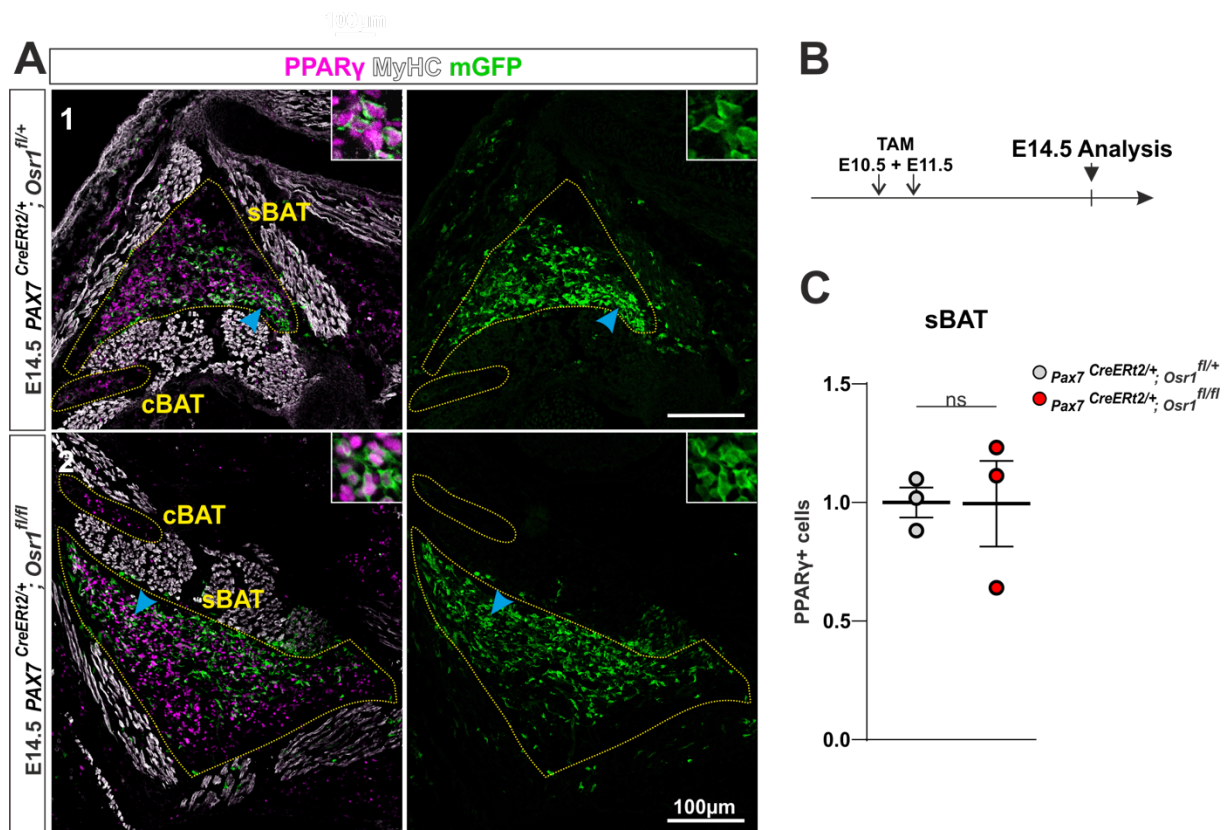 100µm
A
PPARγ MyHC mGFP
E14.5 PAX7 CreERt2/+; Osr1 fl/+
1
sBAT
cBAT
E14.5 PAX7 CreERt2/+; Osr1 fl/fl
2
cBAT
sBAT
100µm
B
TAM
E10.5 + E11.5
E14.5 Analysis
C
sBAT
Pax7 CreERt2/+; Osr1 fl/+
Pax7 CreERt2/+; Osr1 fl/fl
ns
PPARγ+ cells
1.5
1.0
0.5
0.0